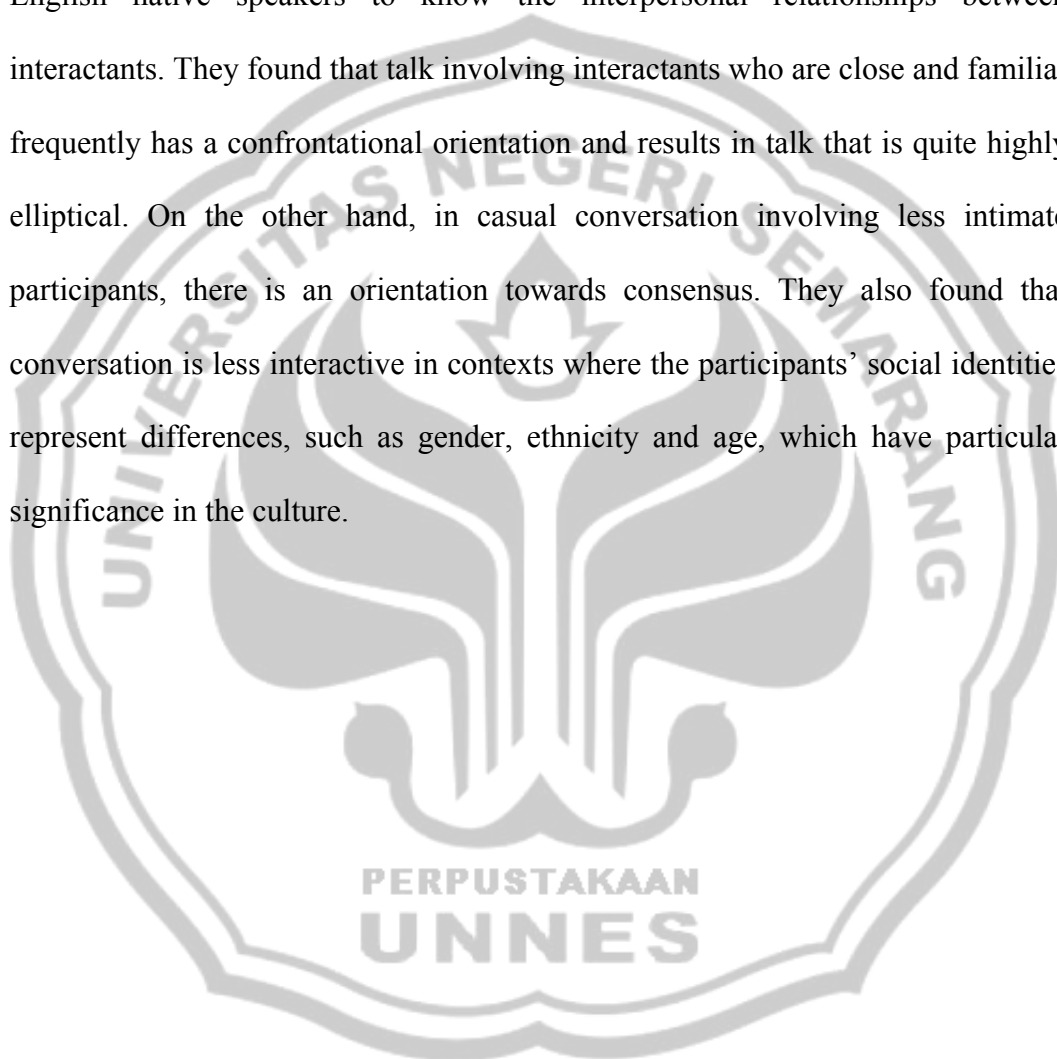 English native speakers to know the interpersonal relationships between
interactants. They found that talk involving interactants who are close and familia
frequently has a confrontational orientation and results in talk that is quite highly
elliptical. On the other hand, in casual conversation involving less intimate
participants, there is an orientation towards consensus. They also found tha
conversation is less interactive in contexts where the participants’ social identitie
represent differences, such as gender, ethnicity and age, which have particula
significance in the culture.
UNIVERSITAS NEGERI SEMARANG
PERPUSTAKAAN
UNNES